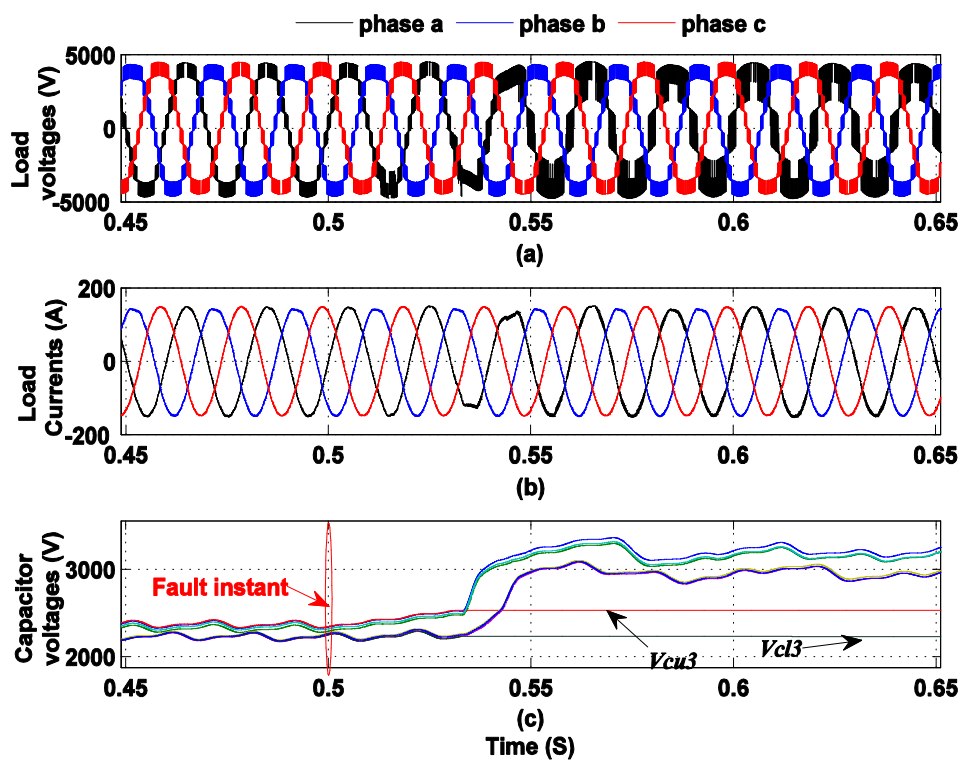 phase a phase b phase c
Load voltages (V)
5000
0
-5000
0.45 0.5 0.55 0.6 0.65
(a)
Load Currents (A)
200
0
-200
0.45 0.5 0.55 0.6 0.65
(b)
Capacitor voltages (V)
3000
2000
Fault instant
Vcu3
Vcl3
0.45 0.5 0.55 0.6 0.65
(c)
Time (S)